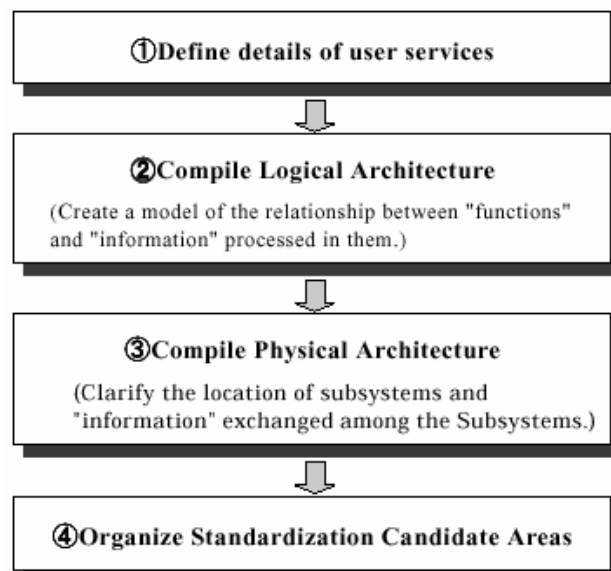 ①Define details of user services
②Compile Logical Architecture
(Create a model of the relationship between "functions"
and "information" processed in them.)
③Compile Physical Architecture
(Clarify the location of subsystems and
"information" exchanged among the Subsystems.)
④Organize Standardization Candidate Areas